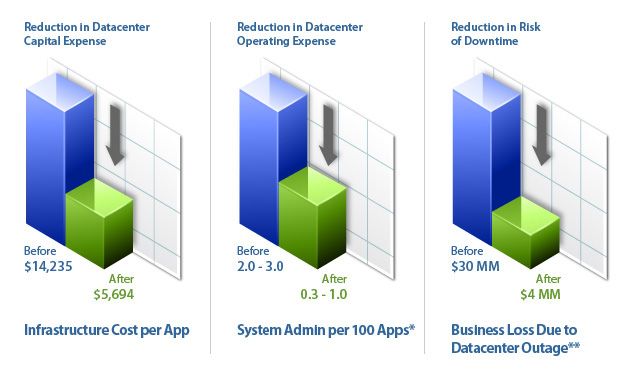 Reduction in Datacenter
Capital Expense
Before
$14,235
After
$5,694
Infrastructure Cost per App
Reduction in Datacenter
Operating Expense
Before
2.0 - 3.0
After
0.3 - 1.0
System Admin per 100 Apps*
Reduction in Risk
of Downtime
Before
$30 MM
After
$4 MM
Business Loss Due to
Datacenter Outage**